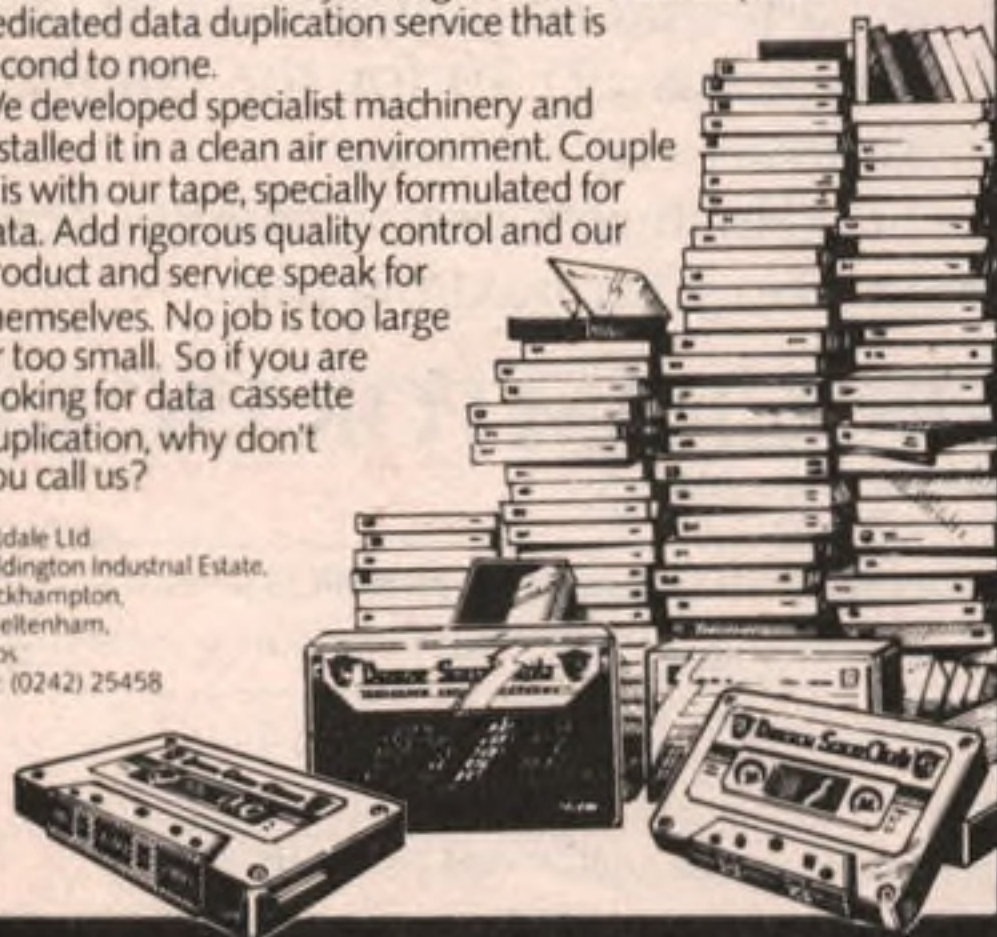 edicated data duplication service that is
cond to none.
e developed specialist machinery and
stalled it in a clean air environment. Couple
is with our tape, specially formulated for
ata. Add rigorous quality control and our
roduct and service speak for
hemselves. No job is too large
r too small. So if you are
oking for data cassette
uplication, why don't
ou call us?
dale Ltd
dington Industrial Estate,
ckhampton,
eltenham,
os
: (0242) 25458